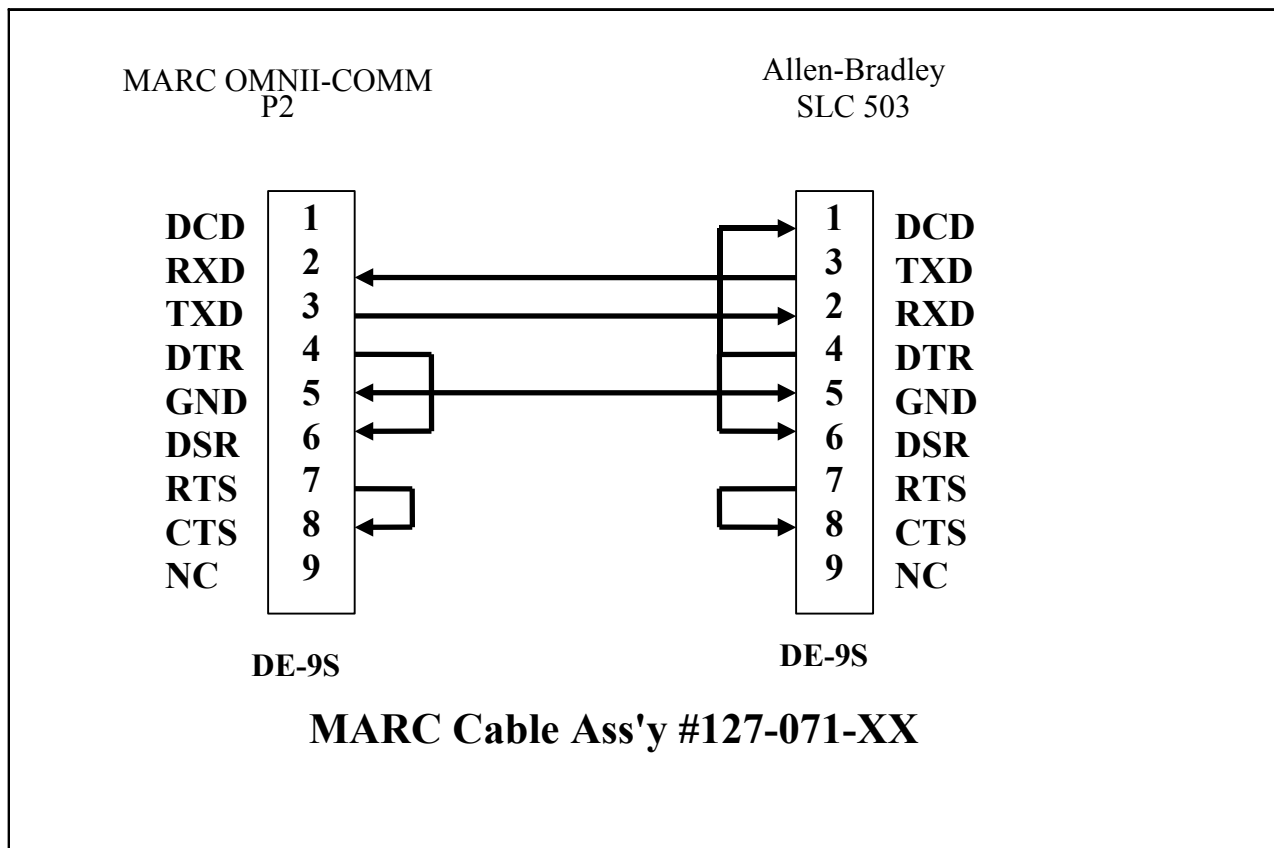 MARC OMNII-COMM
P2
Allen-Bradley
SLC 503
DCD 1 1 DCD
RXD 2 3 TXD
TXD 3 2 RXD
DTR 4 4 DTR
GND 5 5 GND
DSR 6 6 DSR
RTS 7 7 RTS
CTS 8 8 CTS
NC 9 9 NC
DE-9S DE-9S
MARC Cable Ass'y #127-071-XX